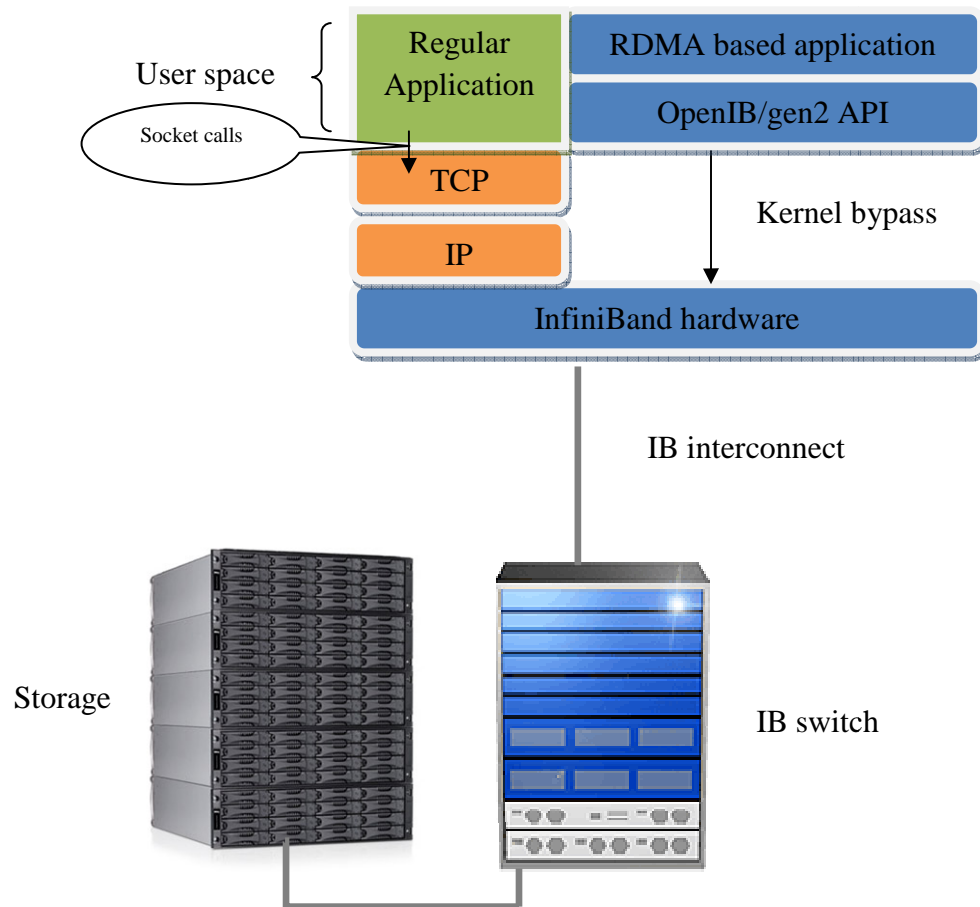 Regular
Application
RDMA based application
User space
OpenIB/gen2 API
Socket calls
TCP
Kernel bypass
IP
InfiniBand hardware
IB interconnect
Storage
IB switch